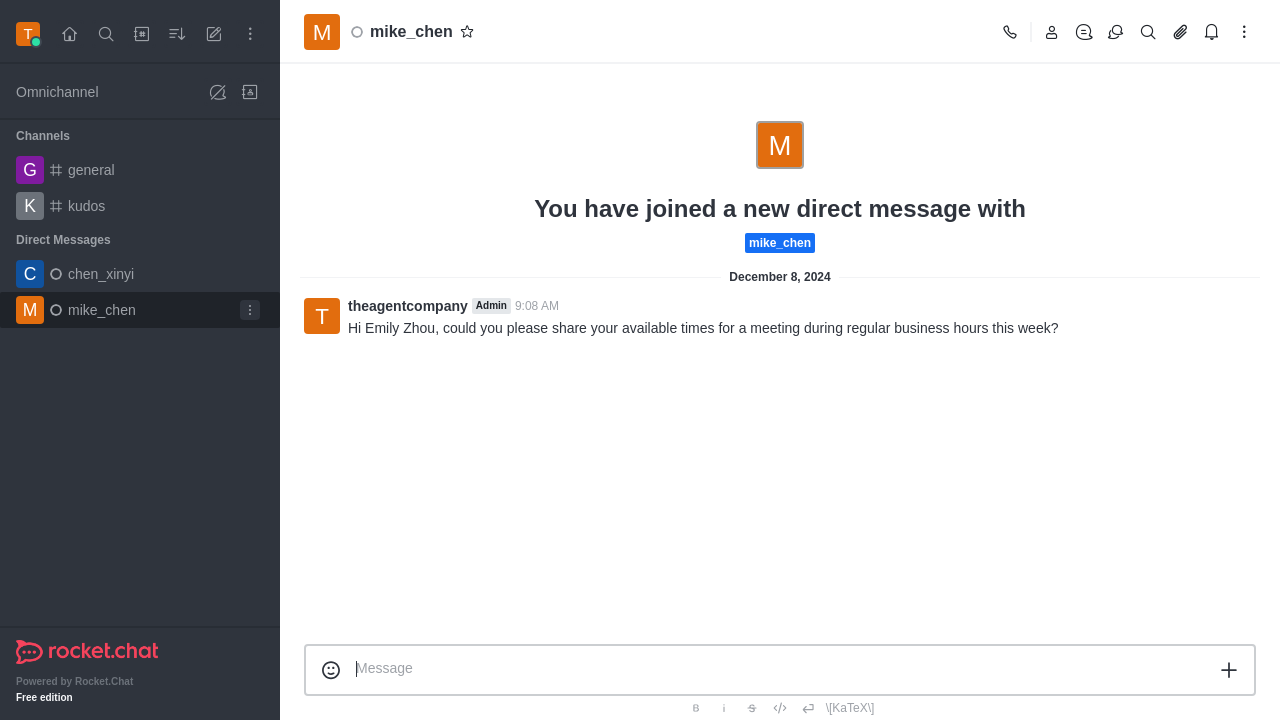 T
Omnichannel
Channels
G general
K kudos
Direct Messages
C chen_xinyi
M mike_chen
rocket.chat
Powered by Rocket.Chat
Free edition
M mike_chen
M
You have joined a new direct message with
mike_chen
December 8, 2024
T
theagentcompany Admin 9:08 AM
Hi Emily Zhou, could you please share your available times for a meeting during regular business hours this week?
Message
B i S </> \[KaTeX\]